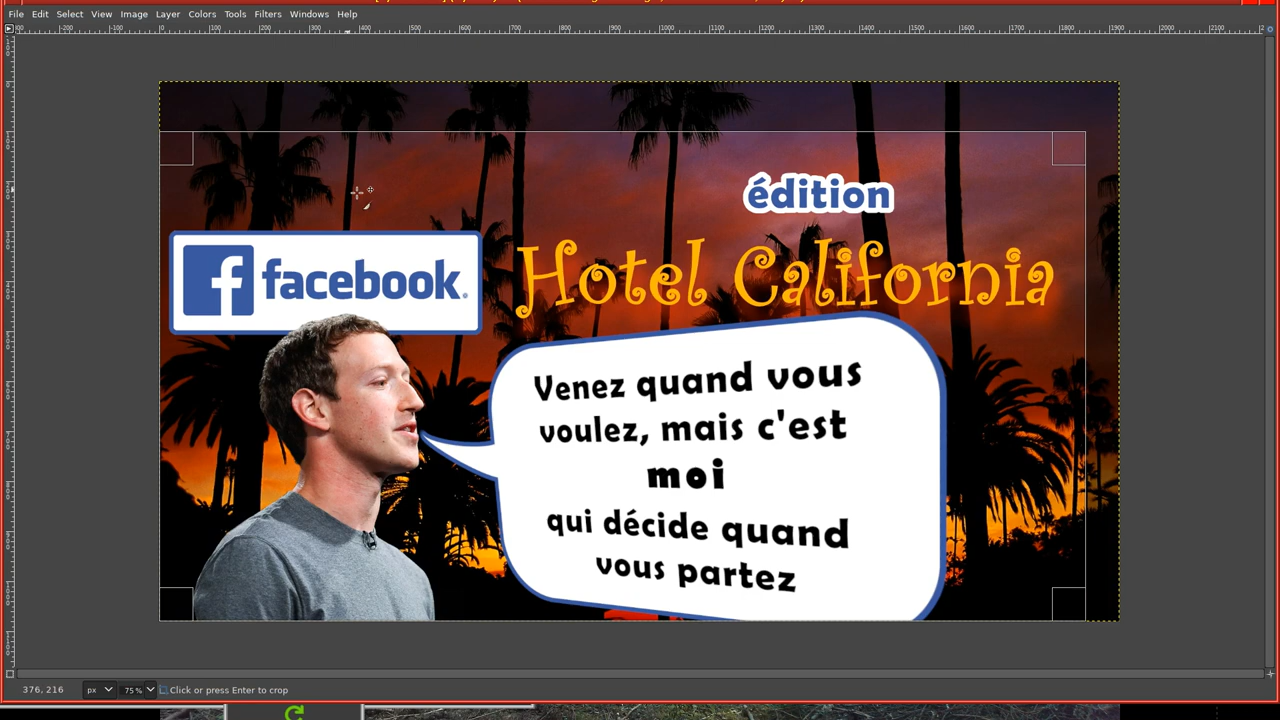 File Edit Select View Image Layer Colors Tools Filters Windows Help
édition
facebook.
Hotel California
Venez quand vous
voulez, mais c'est
moi
qui décide quand
vous partez
376, 216 px 75 % Click or press Enter to crop